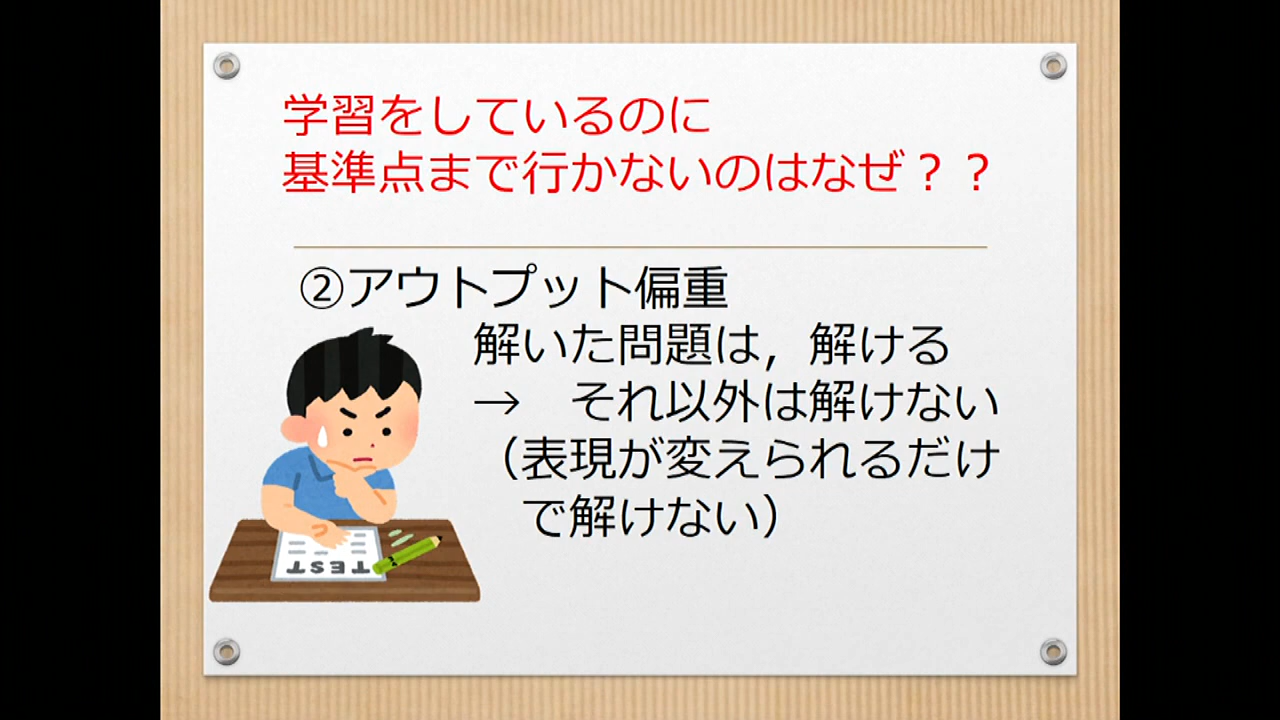 学習をしているのに
基準点まで行かないのはなぜ？？
②アウトプット偏重
解いた問題は，解ける
→　それ以外は解けない
（表現が変えられるだけ
で解けない）
TEST